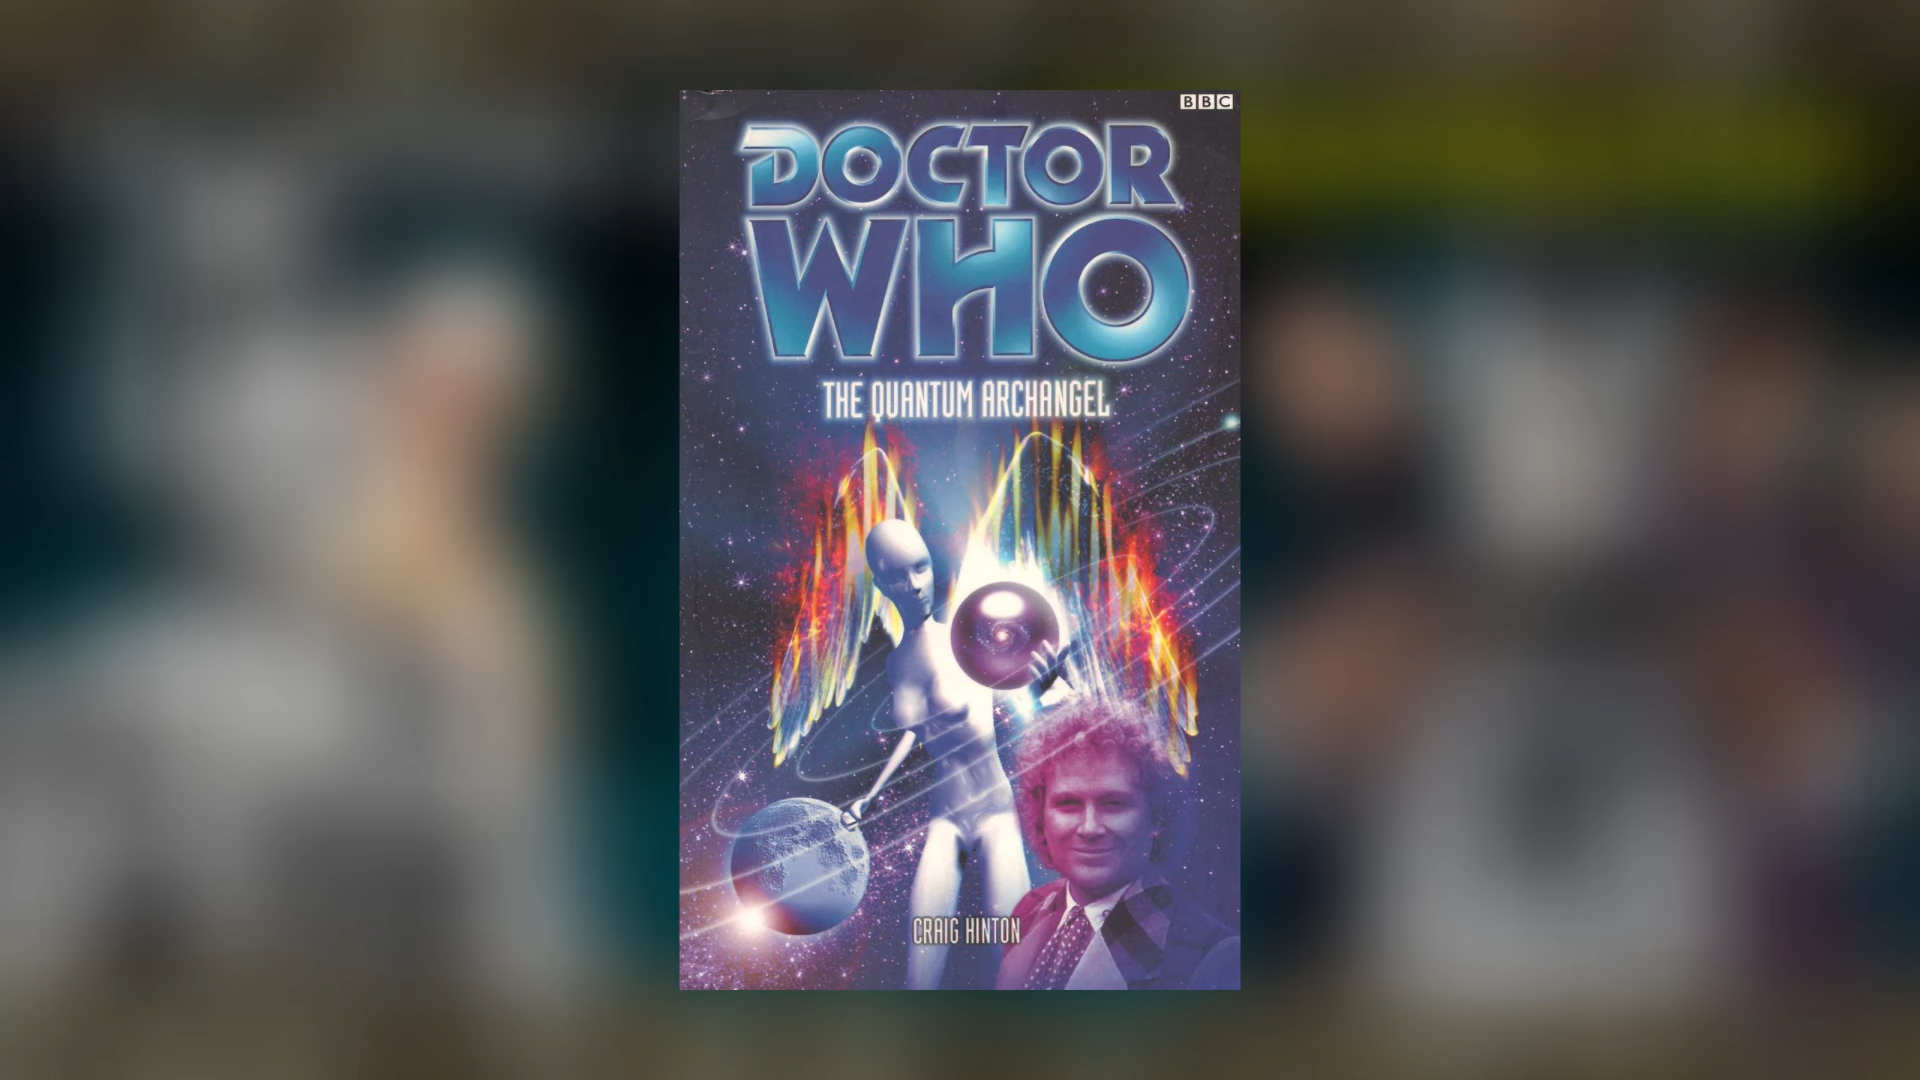 BBC
DOCTOR
WHO
THE QUANTUM ARCHANGEL
CRAIG HINTON